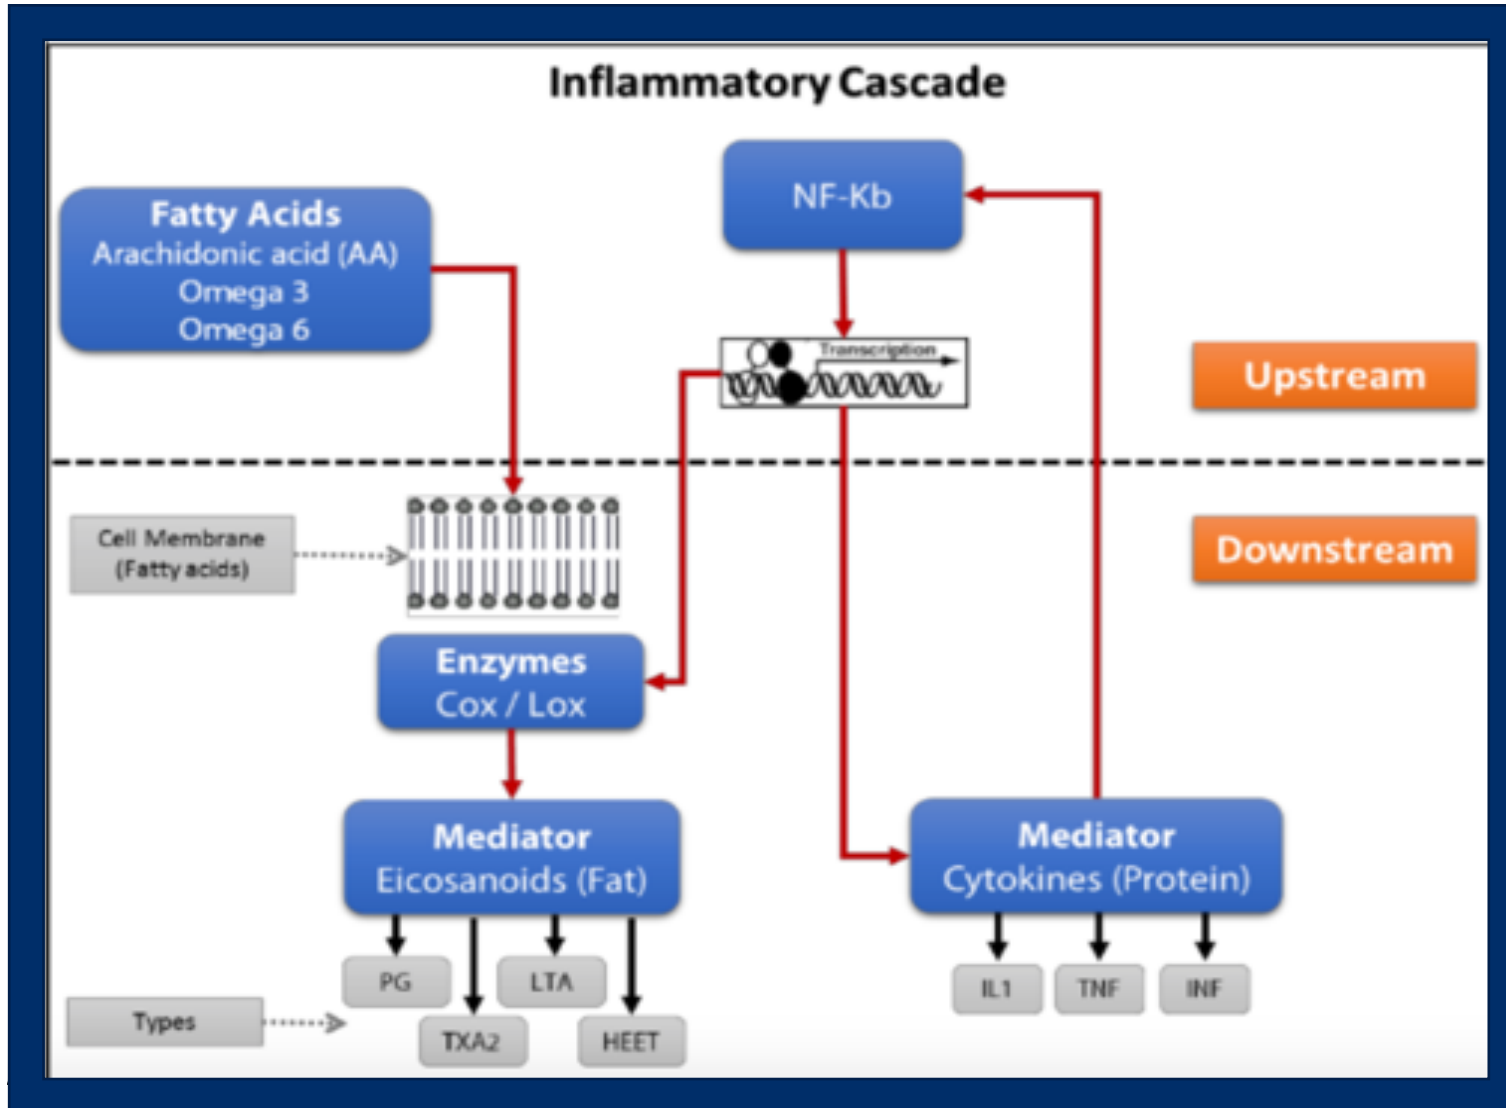 Inflammatory Cascade
NF-Kb
Fatty Acids
Arachidonic acid (AA)
Omega 3
Omega 6
Transcription
Upstream
Cell Membrane
(Fatty acids)
Downstream
Enzymes
Cox / Lox
Mediator
Eicosanoids (Fat)
Mediator
Cytokines (Protein)
PG
LTA
IL1
TNF
INF
Types
TXA2
HEET